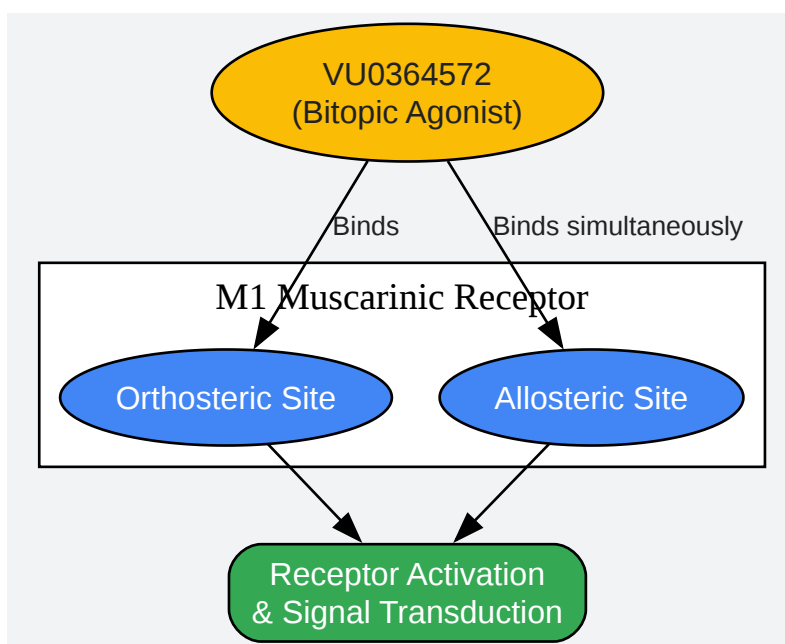 VU0364572
(Bitopic Agonist)
Binds
Binds simultaneously
M1 Muscarinic Receptor
Orthosteric Site
Allosteric Site
Receptor Activation
& Signal Transduction